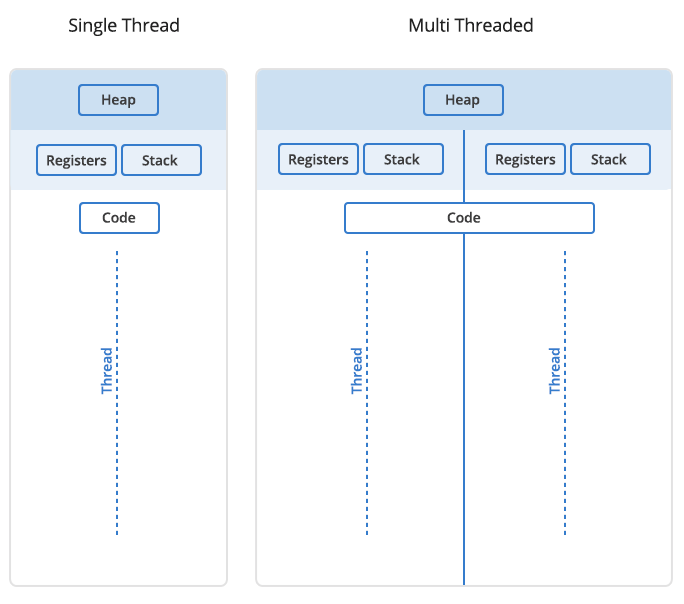 Single Thread
Heap
Registers Stack
Code
Thread
Multi Threaded
Heap
Registers Stack Registers Stack
Code
Thread Thread